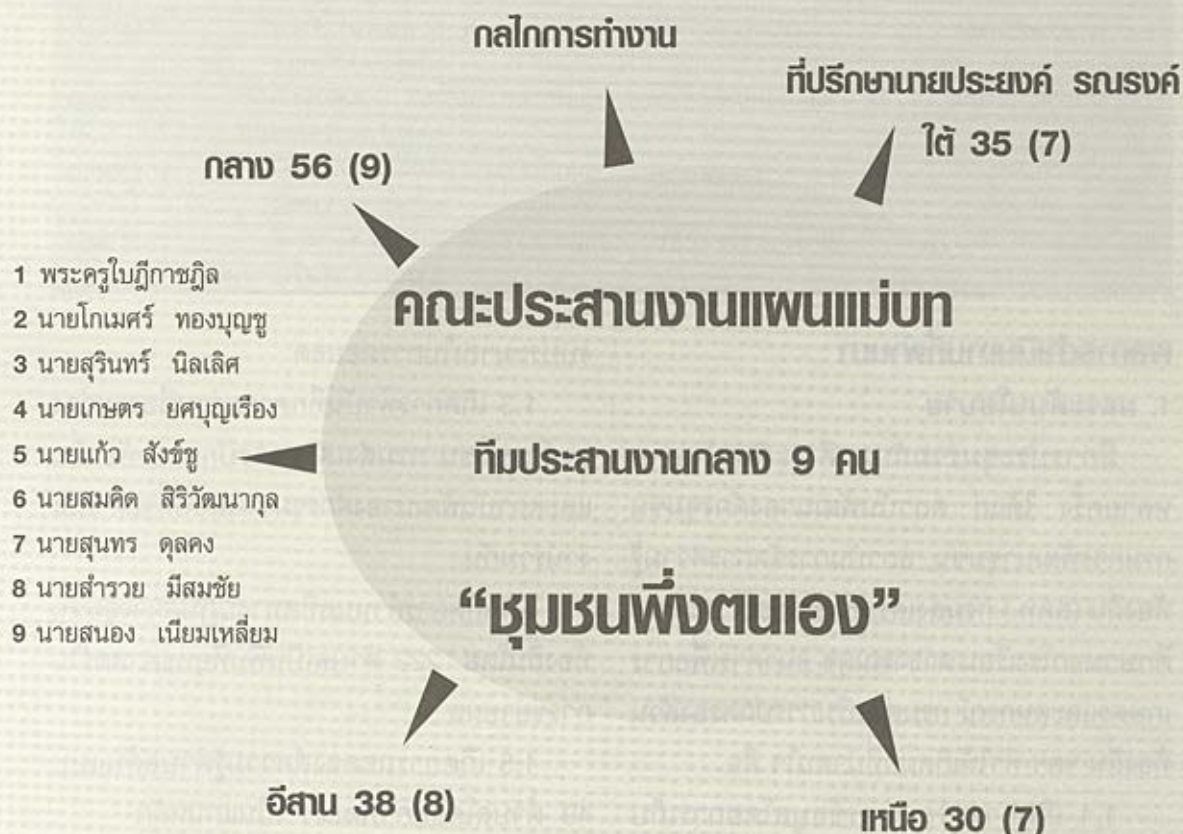 กลไกการทำงาน
ที่ปรึกษานายประยงค์ รณรงค์
ใต้ 35 (7)
กลาง 56 (9)
1 พระครูใบฎีกาชฎิล
2 นายโกเมศร์ ทองบุญชู
3 นายสุรินทร์ นิลเลิศ
4 นายเกษตร ยศบุญเรือง
5 นายแก้ว สังข์ชู
6 นายสมคิด สิริวัฒนากุล
7 นายสุนทร ดุลคง
8 นายสำรวย มีสมชัย
9 นายสนอง เนียมเหลี่ยม
คณะประสานงานแผนแม่บท
ทีมประสานงานกลาง 9 คน
“ชุมชนพึ่งตนเอง”
อีสาน 38 (8)
เหนือ 30 (7)